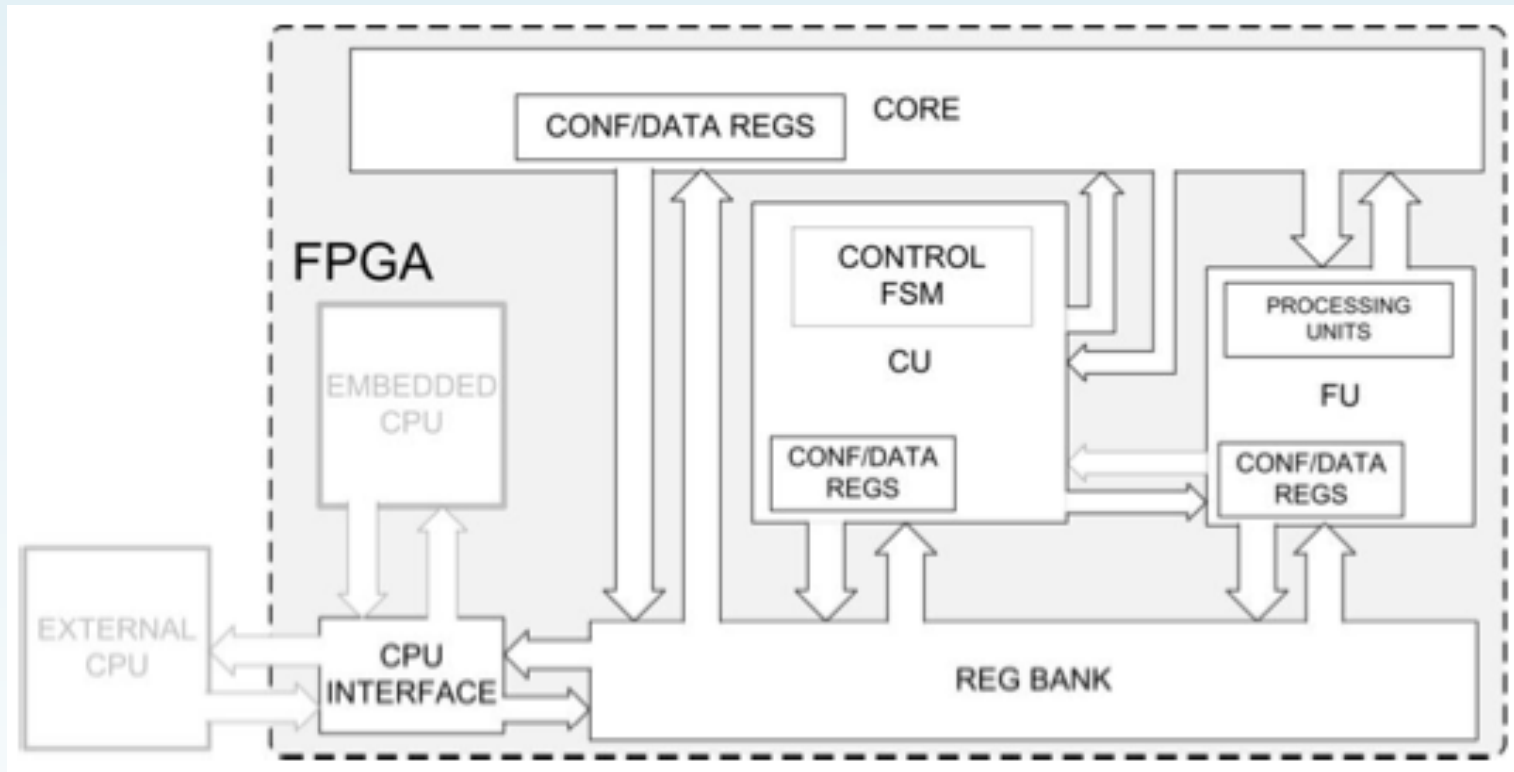 CORE
CONF/DATA REGS
FPGA
CONTROL
FSM
CU
PROCESSING
UNITS
FU
EMBEDDED
CPU
CONF/DATA
REGS
CONF/DATA
REGS
EXTERNAL
CPU
CPU
INTERFACE
REG BANK